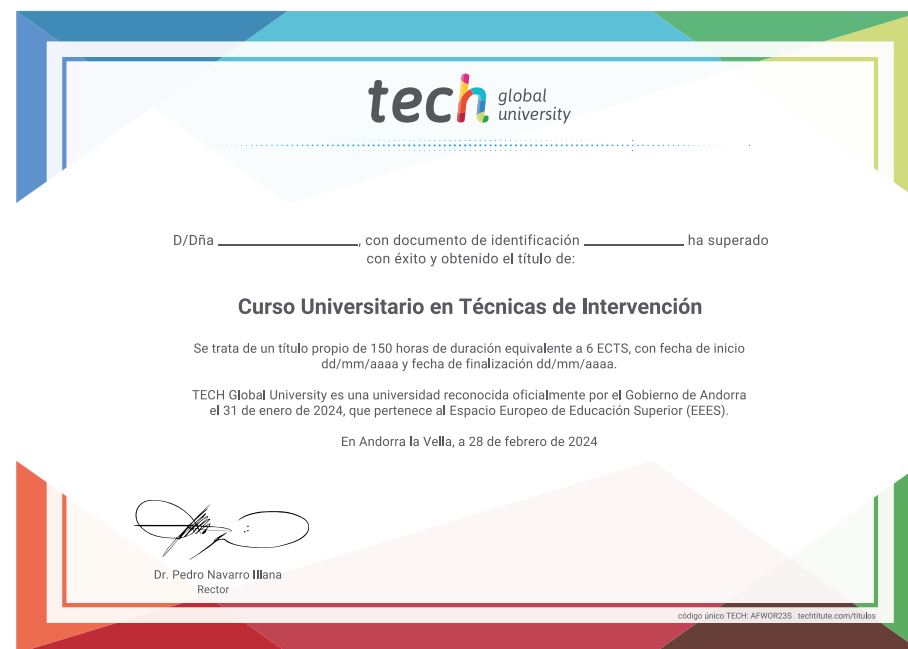 tech global
university
D/Dña , con documento de identificación ha superado
con éxito y obtenido el título de:
Curso Universitario en Técnicas de Intervención
Se trata de un título propio de 150 horas de duración equivalente a 6 ECTS, con fecha de inicio
dd/mm/aaaa y fecha de finalización dd/mm/aaaa.
TECH Global University es una universidad reconocida oficialmente por el Gobierno de Andorra
el 31 de enero de 2024, que pertenece al Espacio Europeo de Educación Superior (EEES).
En Andorra la Vella, a 28 de febrero de 2024
Dr. Pedro Navarro Illana
Rector
código único TECH: AFWOR23S techtitute.com/titulos